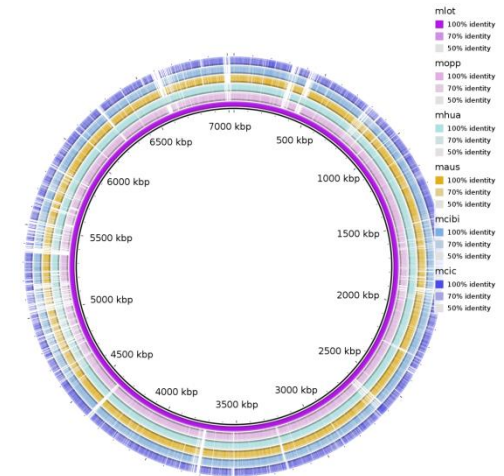 mlot
100% identity
70% identity
50% identity
mopp
100% identity
70% identity
50% identity
mhua
100% identity
70% identity
50% identity
maus
100% identity
70% identity
50% identity
mcibi
100% identity
70% identity
50% identity
mcic
100% identity
70% identity
50% identity
7000 kbp
500 kbp
1000 kbp
1500 kbp
2000 kbp
2500 kbp
3000 kbp
3500 kbp
4000 kbp
4500 kbp
5000 kbp
5500 kbp
6000 kbp
6500 kbp